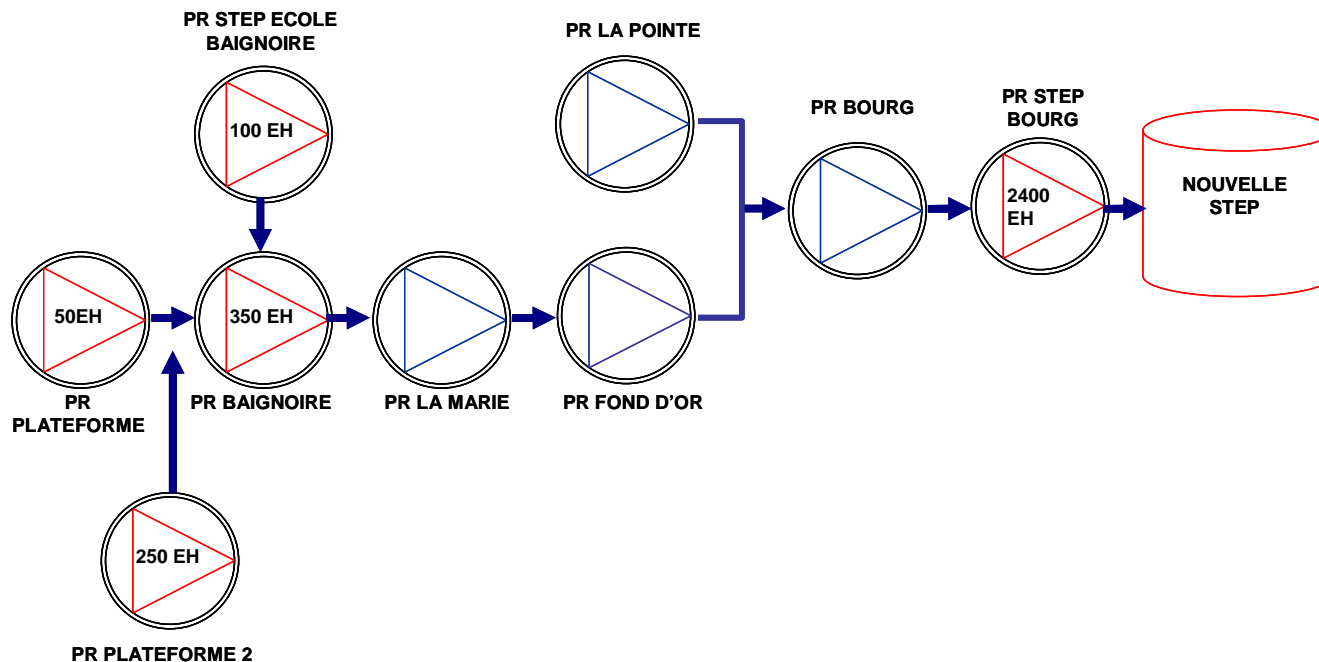 PR STEP ECOLE
BAIGNOIRE
100 EH
PR LA POINTE
PR BOURG
PR STEP
BOURG
2400
EH
NOUVELLE
STEP
50EH
PR
PLATEFORME
350 EH
PR BAIGNOIRE
PR LA MARIE
PR FOND D'OR
250 EH
PR PLATEFORME 2